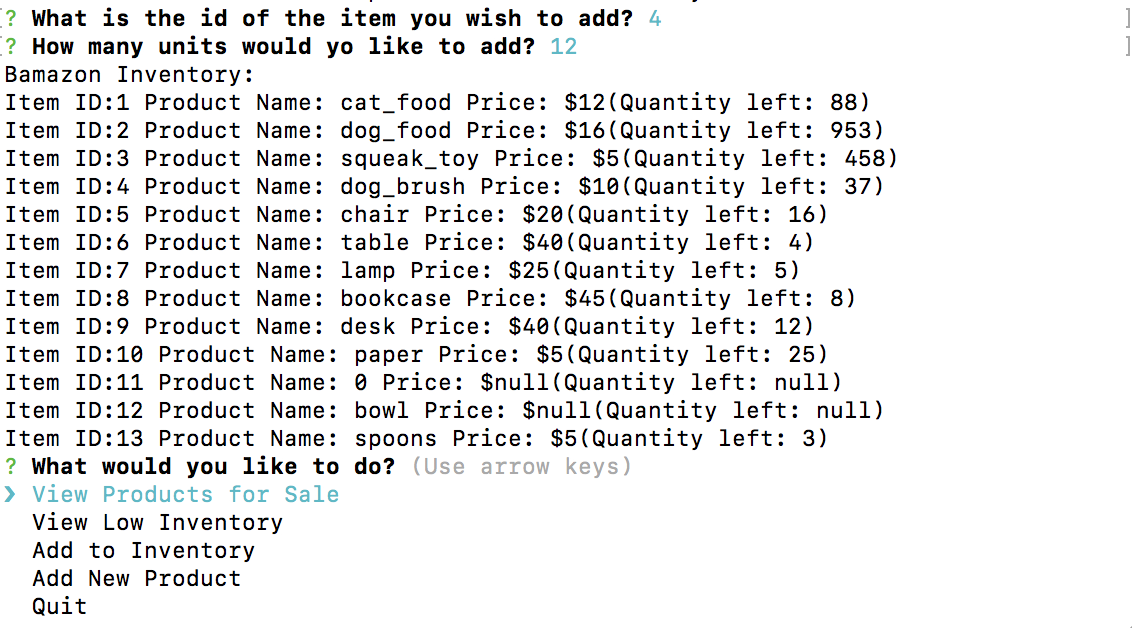 ? What is the id of the item you wish to add? 4
? How many units would yo like to add? 12
Bamazon Inventory:
Item ID:1 Product Name: cat_food Price: $12(Quantity left: 88)
Item ID:2 Product Name: dog_food Price: $16(Quantity left: 953)
Item ID:3 Product Name: squeak_toy Price: $5(Quantity left: 458)
Item ID:4 Product Name: dog_brush Price: $10(Quantity left: 37)
Item ID:5 Product Name: chair Price: $20(Quantity left: 16)
Item ID:6 Product Name: table Price: $40(Quantity left: 4)
Item ID:7 Product Name: lamp Price: $25(Quantity left: 5)
Item ID:8 Product Name: bookcase Price: $45(Quantity left: 8)
Item ID:9 Product Name: desk Price: $40(Quantity left: 12)
Item ID:10 Product Name: paper Price: $5(Quantity left: 25)
Item ID:11 Product Name: 0 Price: $null(Quantity left: null)
Item ID:12 Product Name: bowl Price: $null(Quantity left: null)
Item ID:13 Product Name: spoons Price: $5(Quantity left: 3)
? What would you like to do? (Use arrow keys)
❯ View Products for Sale
View Low Inventory
Add to Inventory
Add New Product
Quit